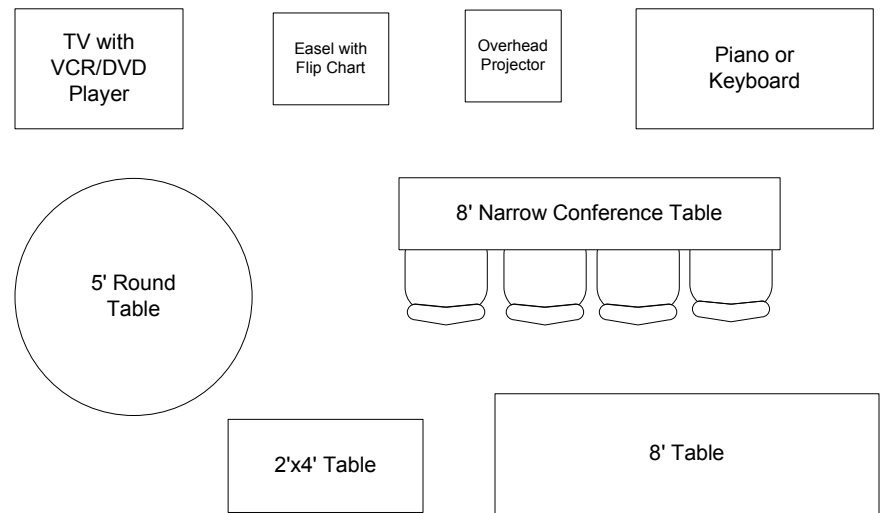 TV with
VCR/DVD
Player
Easel with
Flip Chart
Overhead
Projector
Piano or
Keyboard
8' Narrow Conference Table
5' Round
Table
2'x4' Table
8' Table